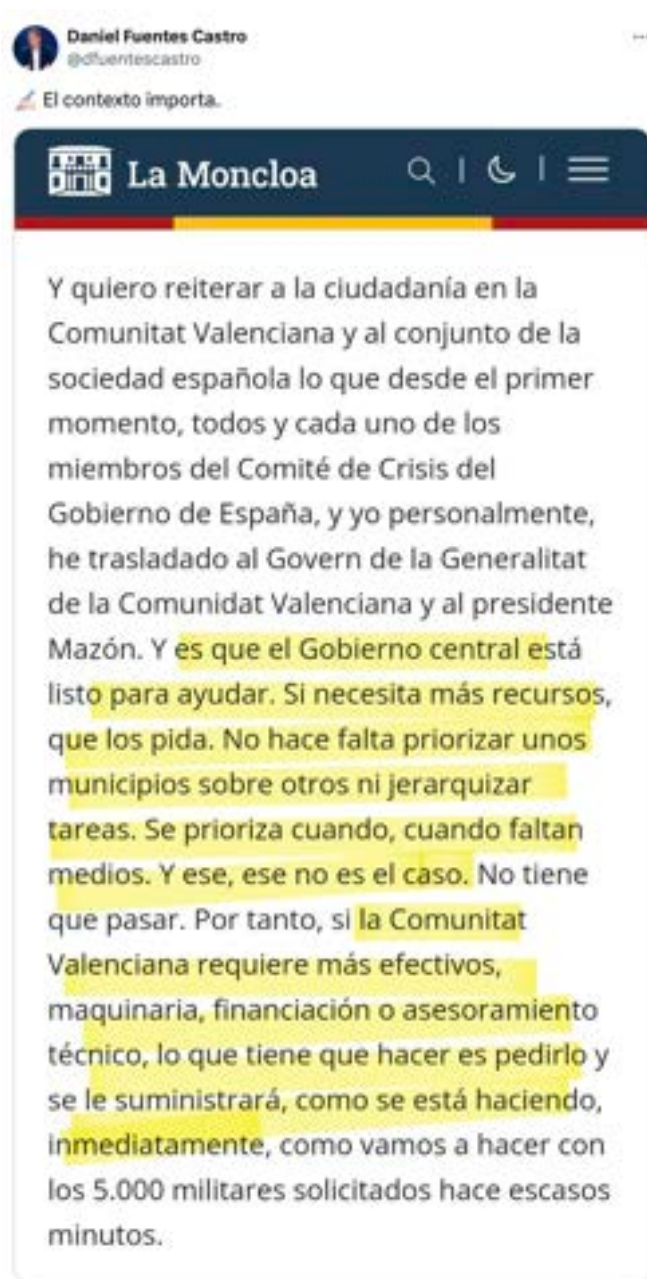 Daniel Fuentes Castro
@dfuentescastro
El contexto importa.
La Moncloa
Y quiero reiterar a la ciudadanía en la
Comunitat Valenciana y al conjunto de la
sociedad española lo que desde el primer
momento, todos y cada uno de los
miembros del Comité de Crisis del
Gobierno de España, y yo personalmente,
he trasladado al Govern de la Generalitat
de la Comunidat Valenciana y al presidente
Mazón. Y es que el Gobierno central está
listo para ayudar. Si necesita más recursos,
que los pida. No hace falta priorizar unos
municipios sobre otros ni jerarquizar
tareas. Se prioriza cuando, cuando faltan
medios. Y ese, ese no es el caso. No tiene
que pasar. Por tanto, si la Comunitat
Valenciana requiere más efectivos,
maquinaria, financiación o asesoramiento
técnico, lo que tiene que hacer es pedirlo y
se le suministrará, como se está haciendo,
inmediatamente, como vamos a hacer con
los 5.000 militares solicitados hace escasos
minutos.